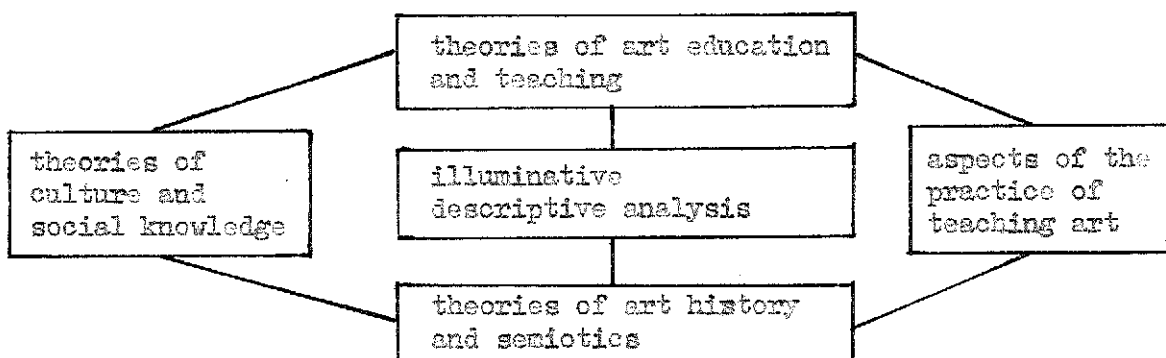 theories of art education
and teaching
theories of
culture and
social knowledge
illuminative
descriptive analysis
aspects of the
practice of
teaching art
theories of art history
and semiotics